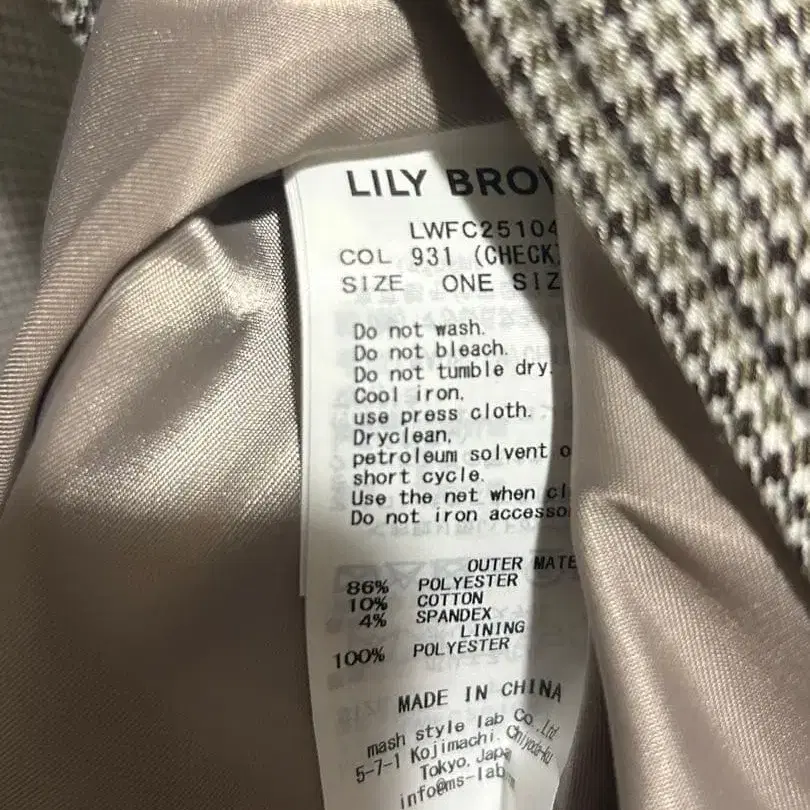 LILY BRO
LWFC25104
COL 931 (CHECK
SIZE ONE SIZ
Do not wash.
Do not bleach.
Do not tumble dry.
Cool iron.
use press cloth.
Dryclean,
petroleum solvent o
short cycle.
Use the net when cl
Do not iron accesso
OUTER MATE
86% POLYESTER
10% COTTON
4% SPANDEX
LINING
100% POLYESTER
MADE IN CHINA
mash style lab Co.,Ltd
5-7-1 Kojimachi. Chiyoda-ku
Tokyo, Japa
info@ms-lab